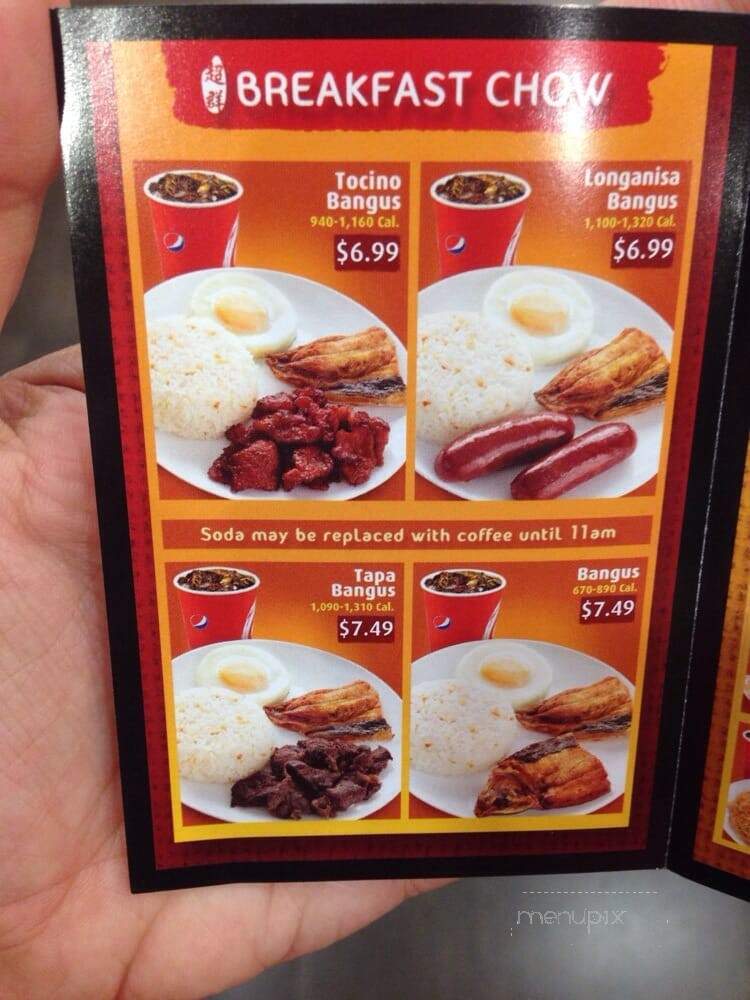 超群
BREAKFAST CHOW
Tocino
Bangus
940-1,160 Cal.
$6.99
Longanisa
Bangus
1,100-1,320 Cal.
$6.99
Soda may be replaced with coffee until 11am
Tapa
Bangus
1,090-1,310 Cal.
$7.49
Bangus
670-890 Cal.
$7.49
menupix